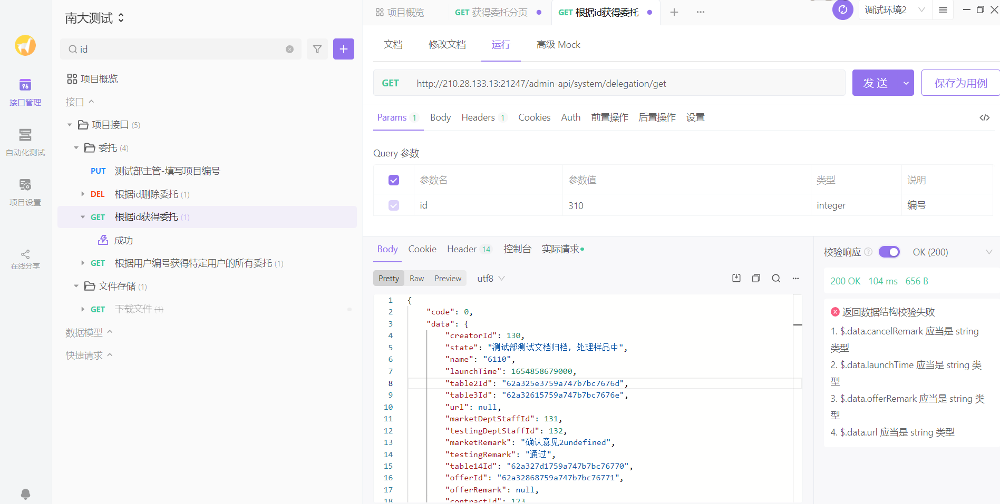 南大测试
项目概览
GET 获得委托分页
GET 根据id获得委托
调试环境2
id
文档
修改文档
运行
高级 Mock
项目概览
接口管理
接口
GET http://210.28.133.13:21247/admin-api/system/delegation/get
发 送
保存为用例
项目接口 (5)
委托 (4)
自动化测试
PUT 测试部主管-填写项目编号
DEL 根据id删除委托 (1)
GET 根据id获得委托 (1)
成功
GET 根据用户编号获得特定用户的所有委托 (1)
文件存储 (1)
GET 下载文件 (1)
数据模型
快捷请求
项目设置
在线分享
Params 1 Body Headers 1 Cookies Auth 前置操作 后置操作 设置
Query 参数
参数名 参数值 类型 说明
id 310 integer 编号
Body Cookie Header 14 控制台 实际请求
Pretty Raw Preview utf8
1 {
2 "code": 0,
3 "data": {
4 "creatorId": 130,
5 "state": "测试部测试文档归档，处理样品中",
6 "name": "6110",
7 "launchTime": 1654858679000,
8 "table2Id": "62a325e3759a747b7bc7676d",
9 "table3Id": "62a32615759a747b7bc7676e",
10 "url": null,
11 "marketDeptStaffId": 131,
12 "testingDeptStaffId": 132,
13 "marketRemark": "确认意见2undefined",
14 "testingRemark": "通过",
15 "table14Id": "62a327d1759a747b7bc76770",
16 "offerId": "62a32868759a747b7bc76771",
17 "offerRemark": null,
18 "contractId": 123
校验响应 OK (200)
200 OK 104 ms 656 B
返回数据结构校验失败
1. $.data.cancelRemark 应当是 string
类型
2. $.data.launchTime 应当是 string 类
型
3. $.data.offerRemark 应当是 string 类
型
4. $.data.url 应当是 string 类型